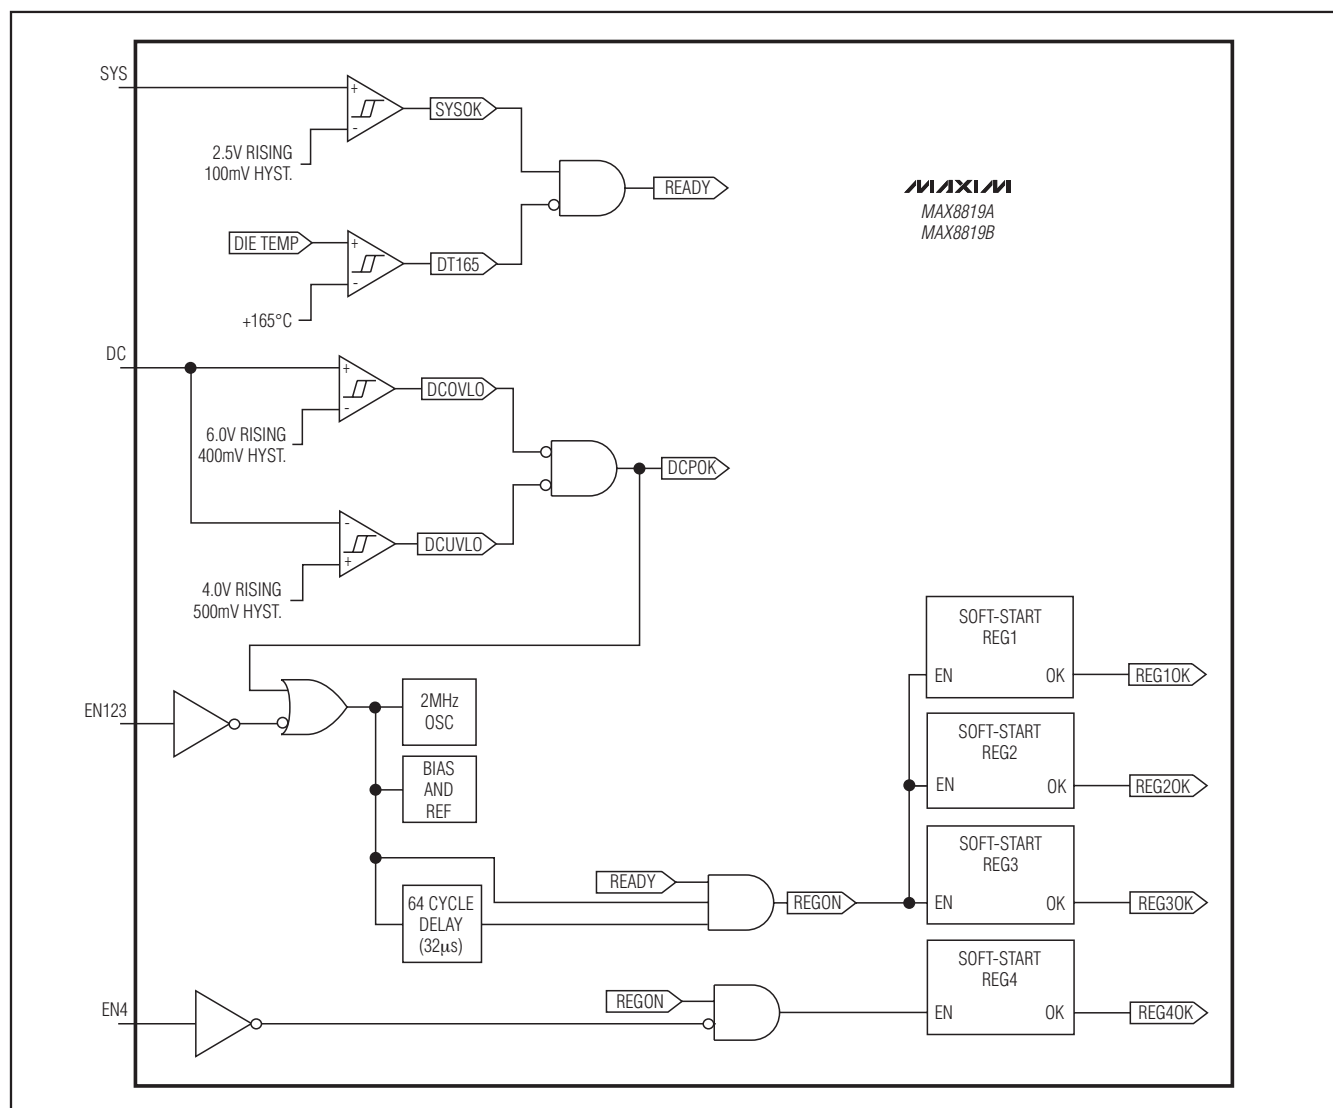 SYS
+
-
SYSOK
2.5V RISING
100mV HYST.
READY
MAXIM
MAX8819A
MAX8819B
DIE TEMP
+
-
DT165
+165°C
DC
+
-
DCOVLO
6.0V RISING
400mV HYST.
DCPOK
-
+
DCUVLO
4.0V RISING
500mV HYST.
SOFT-START
REG1
EN
OK
REG1OK
EN123
2MHz
OSC
SOFT-START
REG2
EN
OK
REG2OK
BIAS
AND
REF
SOFT-START
REG3
EN
OK
REG3OK
READY
REGON
64 CYCLE
DELAY
(32μs)
SOFT-START
REG4
EN
OK
REG4OK
EN4
REGON